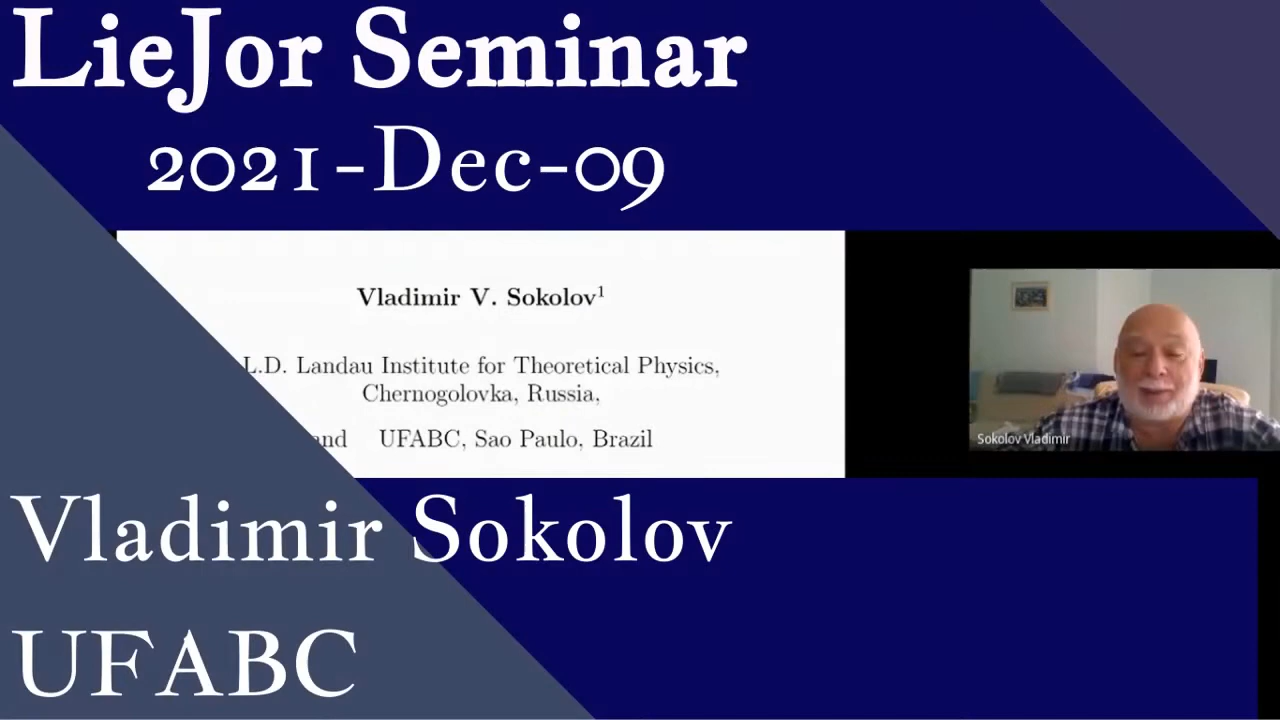 LieJor Seminar
2021-Dec-09
Vladimir V. Sokolov¹
L.D. Landau Institute for Theoretical Physics,
Chernogolovka, Russia,
and UFABC, Sao Paulo, Brazil
Sokolov Vladimir
Vladimir Sokolov
UFABC